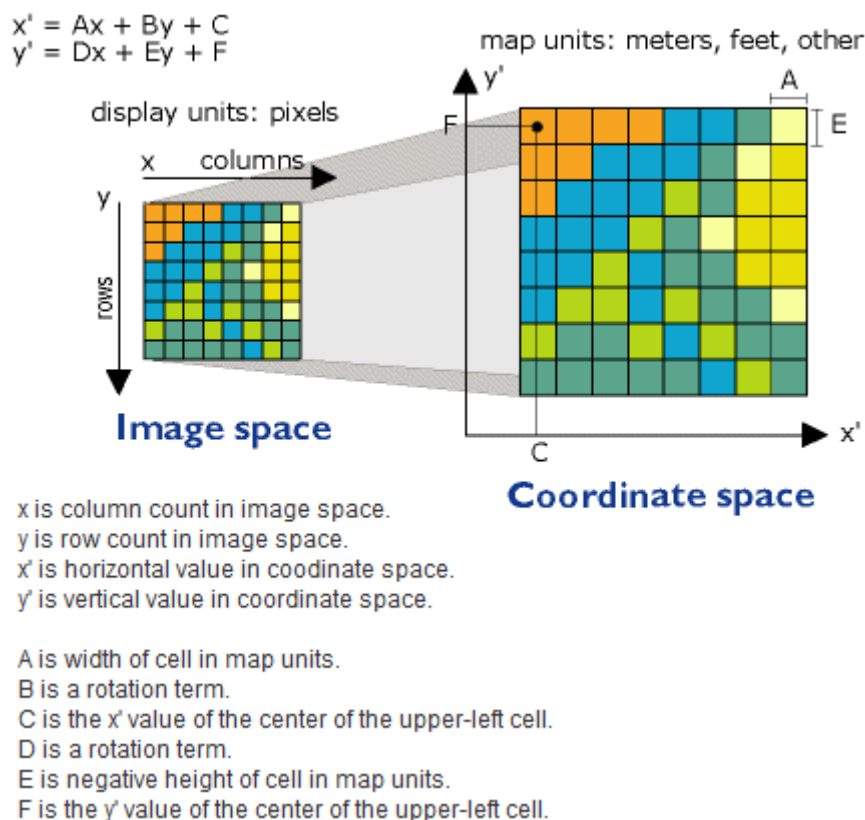 x' = Ax + By + C
y' = Dx + Ey + F
map units: meters, feet, other
A
y'
F
E
display units: pixels
x columns
y
rows
Image space
C
x'
Coordinate space
x is column count in image space.
y is row count in image space.
x' is horizontal value in coodinate space.
y' is vertical value in coordinate space.
A is width of cell in map units.
B is a rotation term.
C is the x' value of the center of the upper-left cell.
D is a rotation term.
E is negative height of cell in map units.
F is the y' value of the center of the upper-left cell.